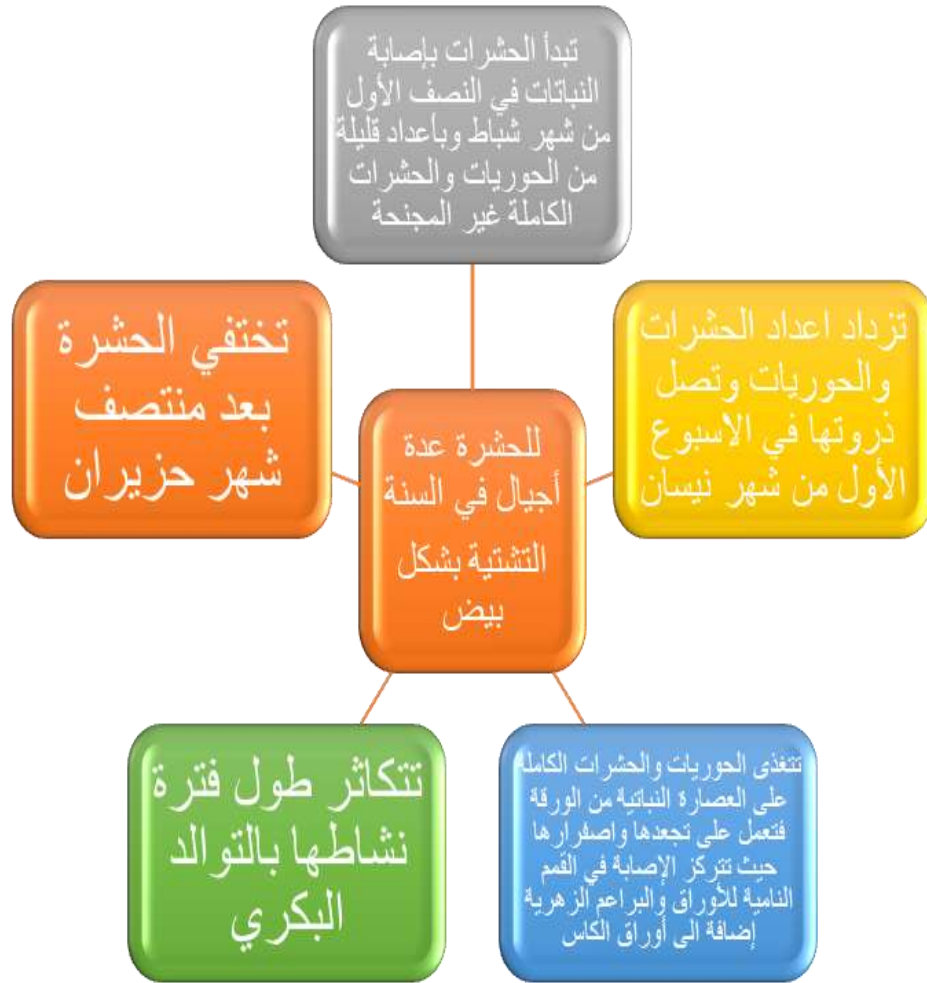 تبدأ الحشرات بإصابة
النباتات في النصف الأول
من شهر شباط وبأعداد قليلة
من الحوريات والحشرات
الكاملة غير المجنحة
تزداد اعداد الحشرات
والحوريات وتصل
ذروتها في الاسبوع
الأول من شهر نيسان
تتغذى الحوريات والحشرات الكاملة
على العصارة النباتية من الورقة
فتعمل على تجعدها واصفرارها
حيث تتركز الإصابة في القمم
النامية للأوراق والبراعم الزهرية
إضافة الى أوراق الكاس
تتكاثر طول فترة
نشاطها بالتوالد
البكري
تختفي الحشرة
بعد منتصف
شهر حزيران
للحشرة عدة
أجيال في السنة
التشتية بشكل
بيض